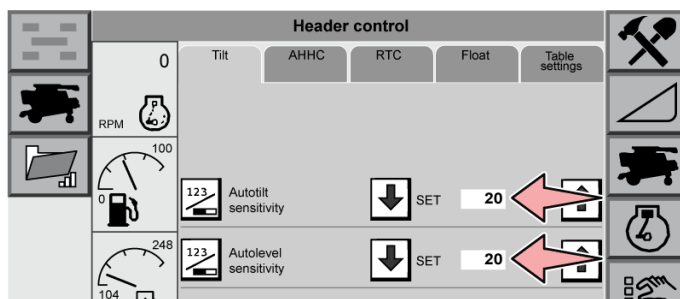 Header control
0
RPM
100
0
248
104
Tilt
AHHC
RTC
Float
Table
settings
123
Autotilt
sensitivity
SET
20
123
Autolevel
sensitivity
SET
20